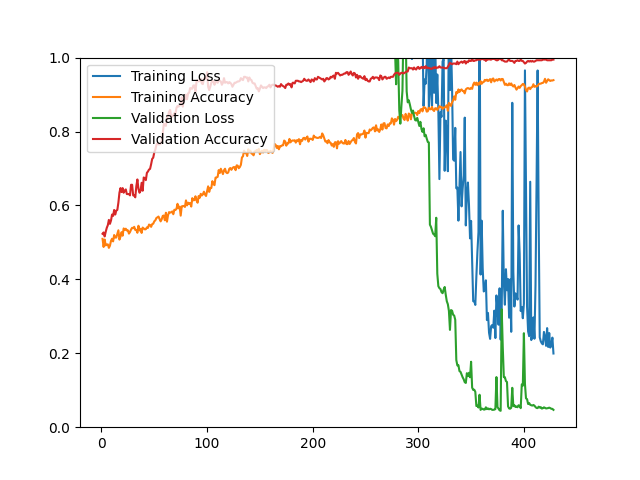 1.0
0.8
0.6
0.4
0.2
0.0
Training Loss
Training Accuracy
Validation Loss
Validation Accuracy
0 100 200 300 400